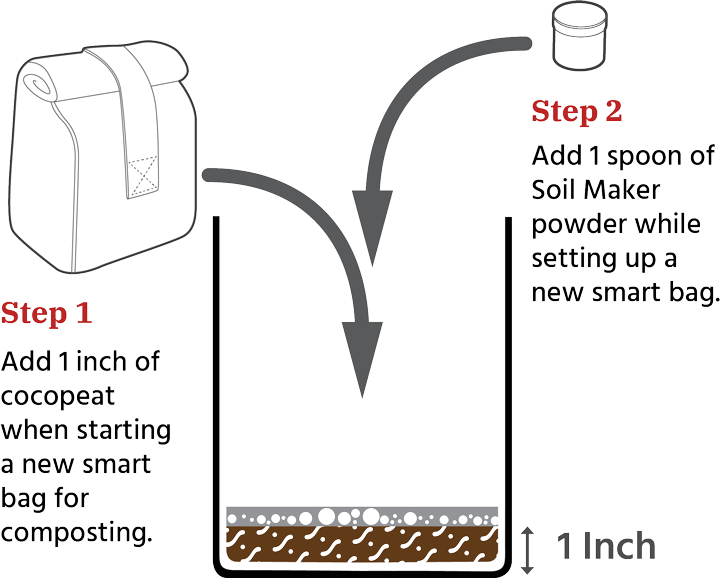 Step 1
Add 1 inch of
cocopeat
when starting
a new smart
bag for
composting.
Step 2
Add 1 spoon of
Soil Maker
powder while
setting up a
new smart bag.
1 Inch